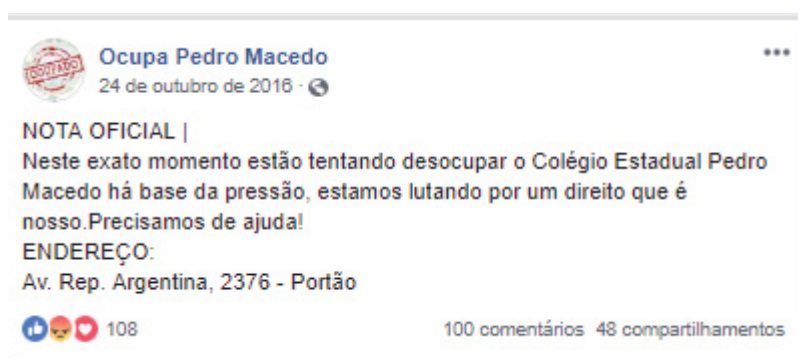 OCUPADO
Ocupa Pedro Macedo
24 de outubro de 2016 ·
NOTA OFICIAL |
Neste exato momento estão tentando desocupar o Colégio Estadual Pedro
Macedo há base da pressão, estamos lutando por um direito que é
nosso.Precisamos de ajuda!
ENDEREÇO:
Av. Rep. Argentina, 2376 - Portão
108 100 comentários 48 compartilhamentos